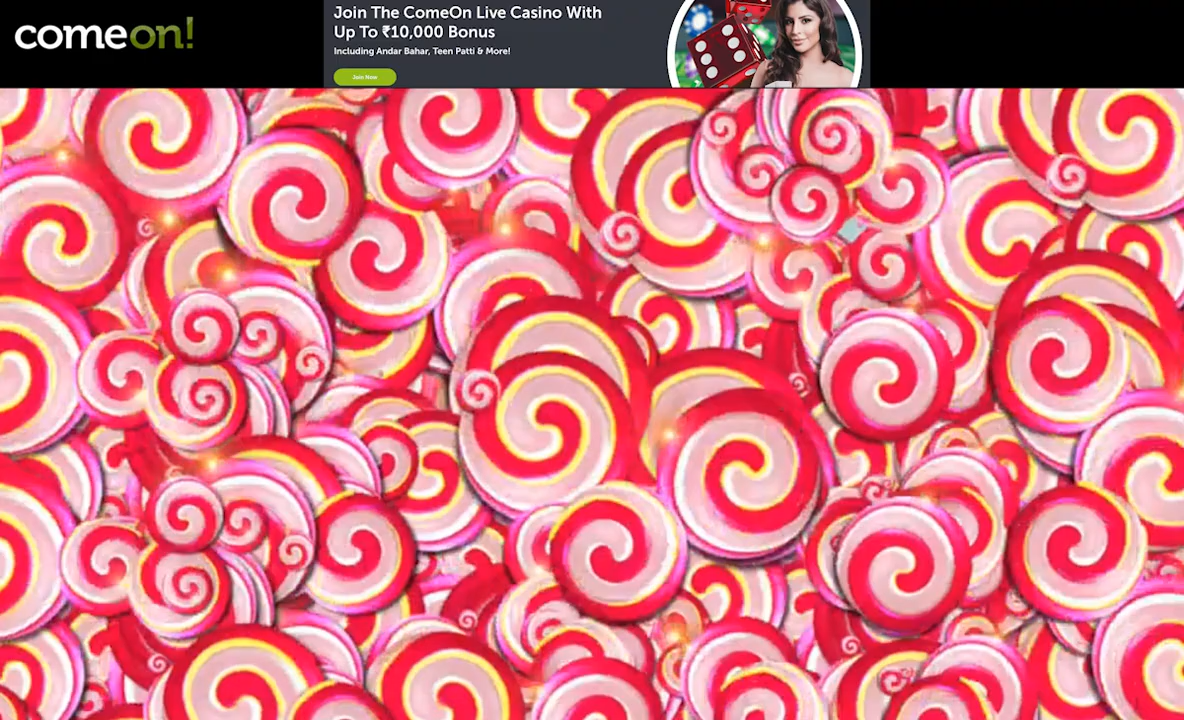 comeon!
Join The ComeOn Live Casino With
Up To ₹10,000 Bonus
Including Andar Bahar, Teen Patti & More!
Join Now